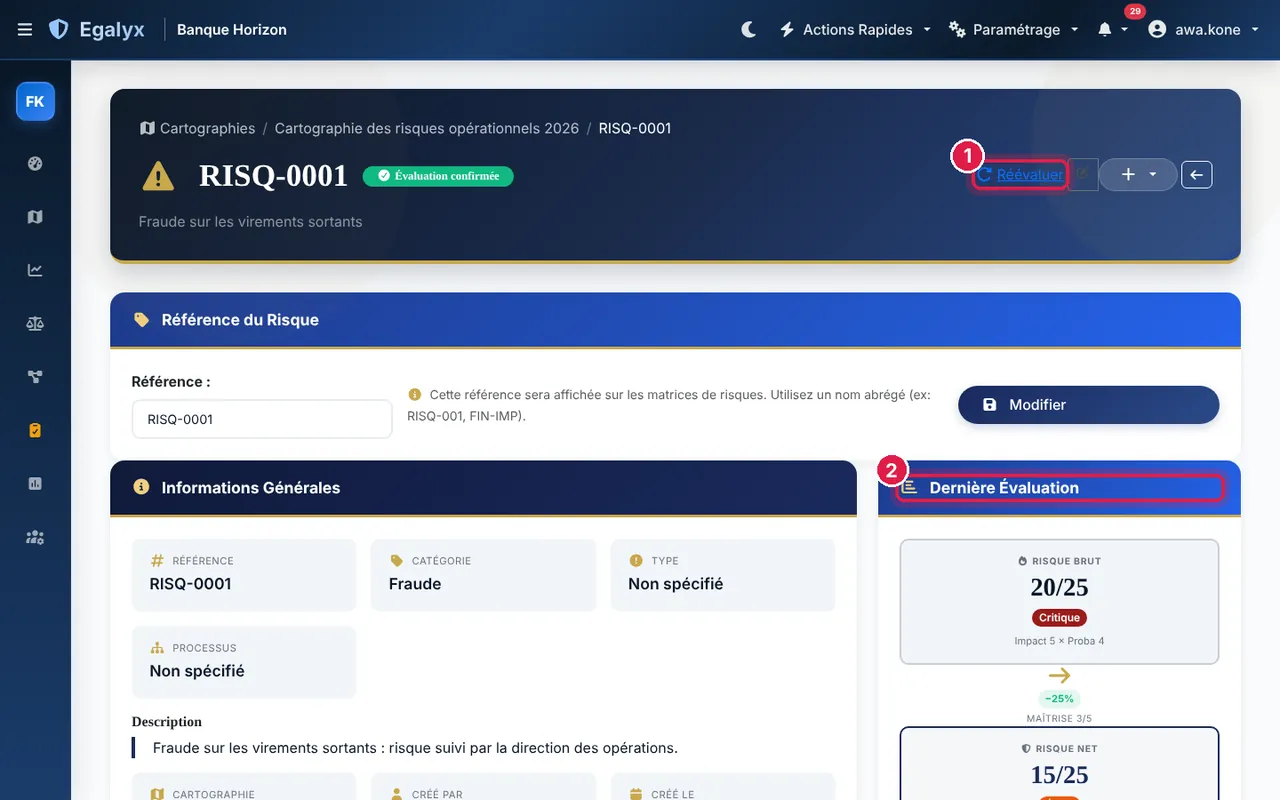 Egalyx
Banque Horizon
Actions Rapides
Paramétrage
29
awa.kone
FK
Cartographies / Cartographie des risques opérationnels 2026 / RISQ-0001
RISQ-0001
Évaluation confirmée
1
Réévaluer
Fraude sur les virements sortants
Référence du Risque
Référence :
RISQ-0001
Cette référence sera affichée sur les matrices de risques. Utilisez un nom abrégé (ex:
RISQ-001, FIN-IMP).
Modifier
Informations Générales
RÉFÉRENCE
RISQ-0001
CATÉGORIE
Fraude
TYPE
Non spécifié
PROCESSUS
Non spécifié
Description
Fraude sur les virements sortants : risque suivi par la direction des opérations.
CARTOGRAPHIE
CRÉÉ PAR
CRÉÉ LE
2
Dernière Évaluation
RISQUE BRUT
20/25
Critique
Impact 5 × Proba 4
−25%
MAÎTRISE 3/5
RISQUE NET
15/25